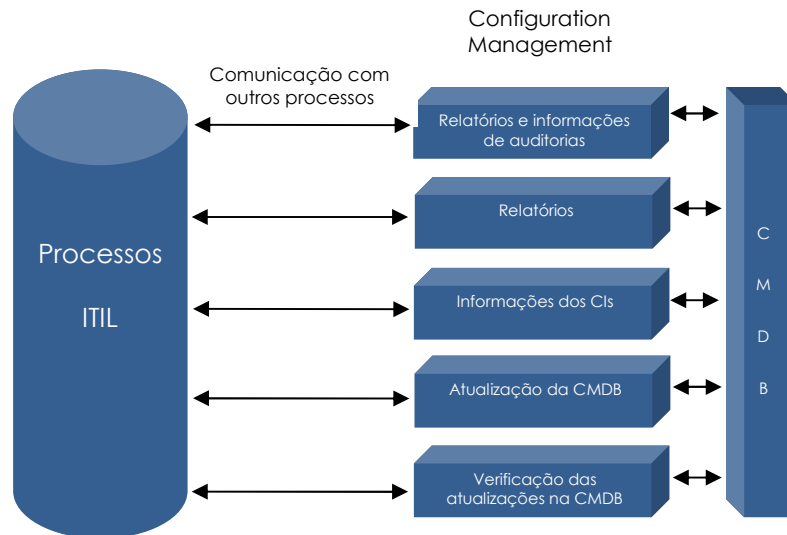 Configuration
Management
Comunicação com
outros processos
Relatórios e informações
de auditorias
Relatórios
Processos
ITIL
Informações dos CIs
Atualização da CMDB
Verificação das
atualizações na CMDB
C
M
D
B